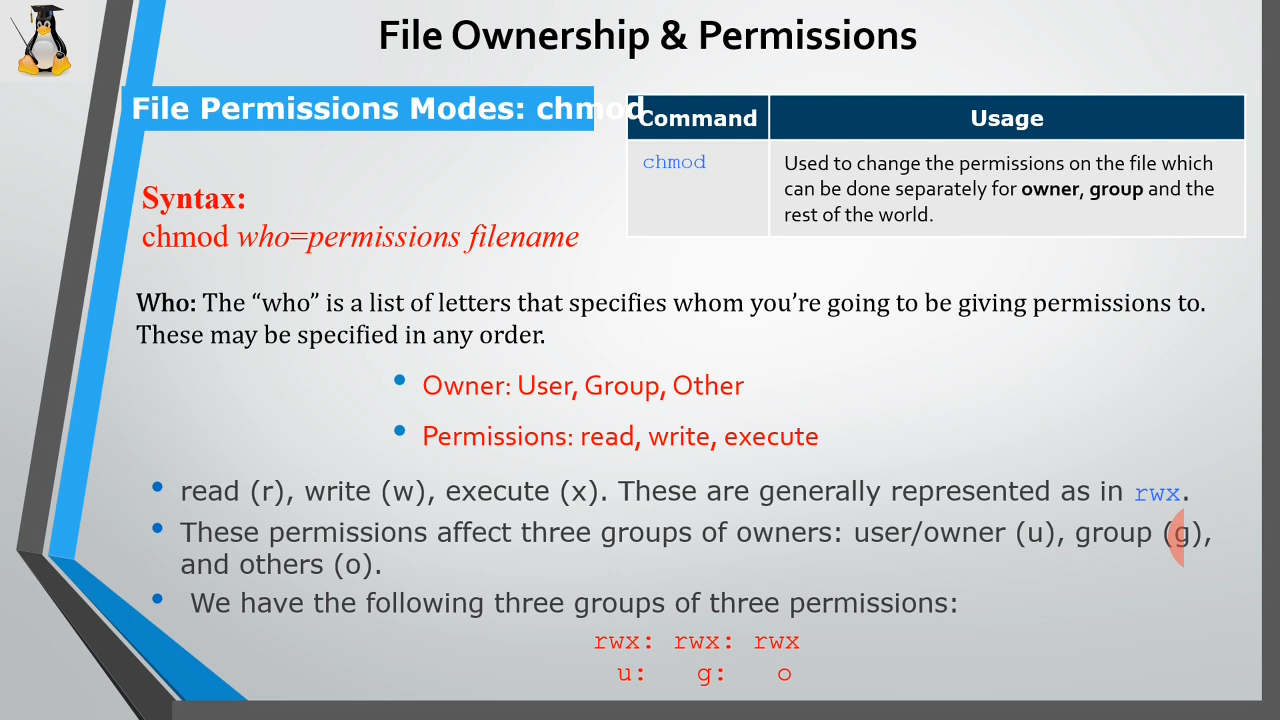 File Ownership & Permissions
File Permissions Modes: chmod
Command Usage
chmod Used to change the permissions on the file which
can be done separately for owner, group and the
rest of the world.
Syntax:
chmod who=permissions filename
Who: The “who” is a list of letters that specifies whom you’re going to be giving permissions to.
These may be specified in any order.
• Owner: User, Group, Other
• Permissions: read, write, execute
• read (r), write (w), execute (x). These are generally represented as in rwx.
• These permissions affect three groups of owners: user/owner (u), group (g),
and others (o).
• We have the following three groups of three permissions:
rwx: rwx: rwx
u: g: o